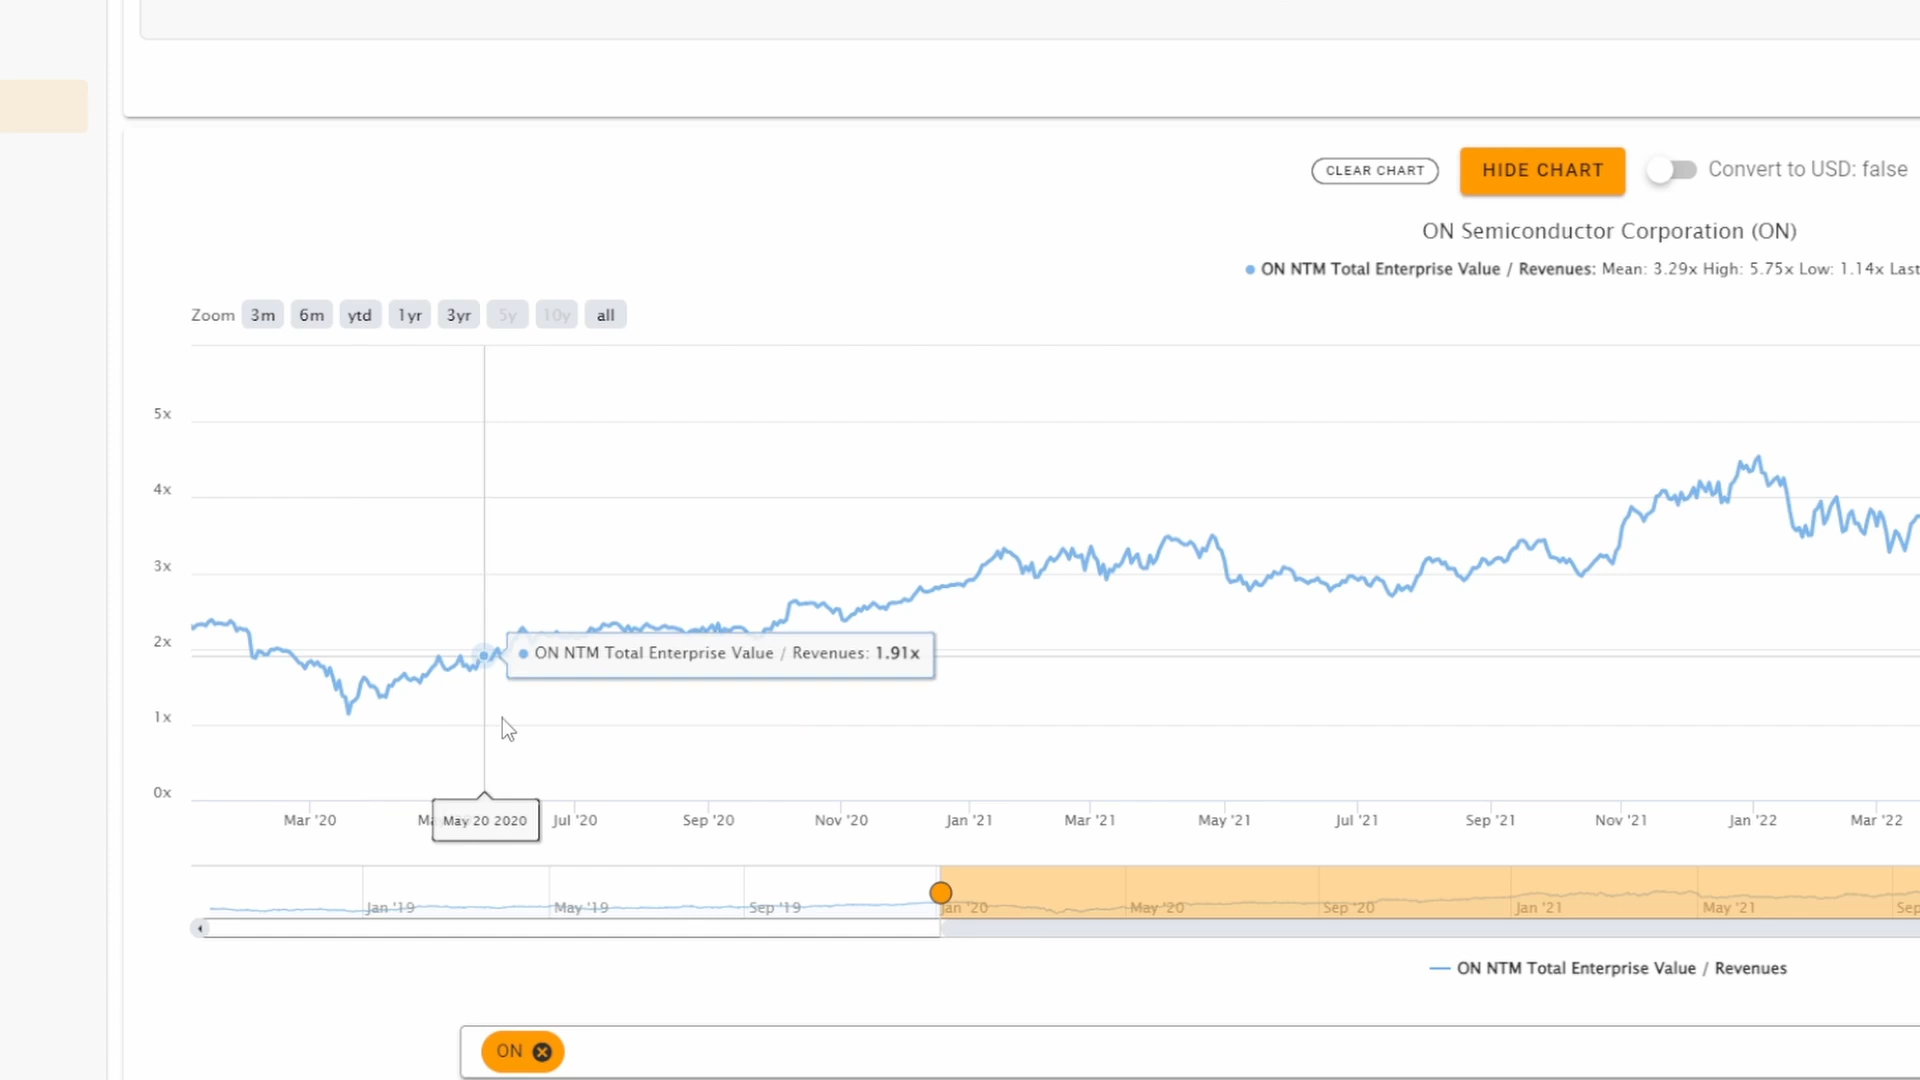 CLEAR CHART
HIDE CHART
Convert to USD: false
ON Semiconductor Corporation (ON)
ON NTM Total Enterprise Value / Revenues: Mean: 3.29x High: 5.75x Low: 1.14x Last
Zoom 3m 6m ytd 1yr 3yr 5y 10y all
5x
4x
3x
2x
ON NTM Total Enterprise Value / Revenues: 1.91x
1x
0x
Mar '20 May 20 2020 Jul '20 Sep '20 Nov '20 Jan '21 Mar '21 May '21 Jul '21 Sep '21 Nov '21 Jan '22 Mar '22
Jan '19 May '19 Sep '19 Jan '20 May '20 Sep '20 Jan '21 May '21 Sep
ON NTM Total Enterprise Value / Revenues
ON